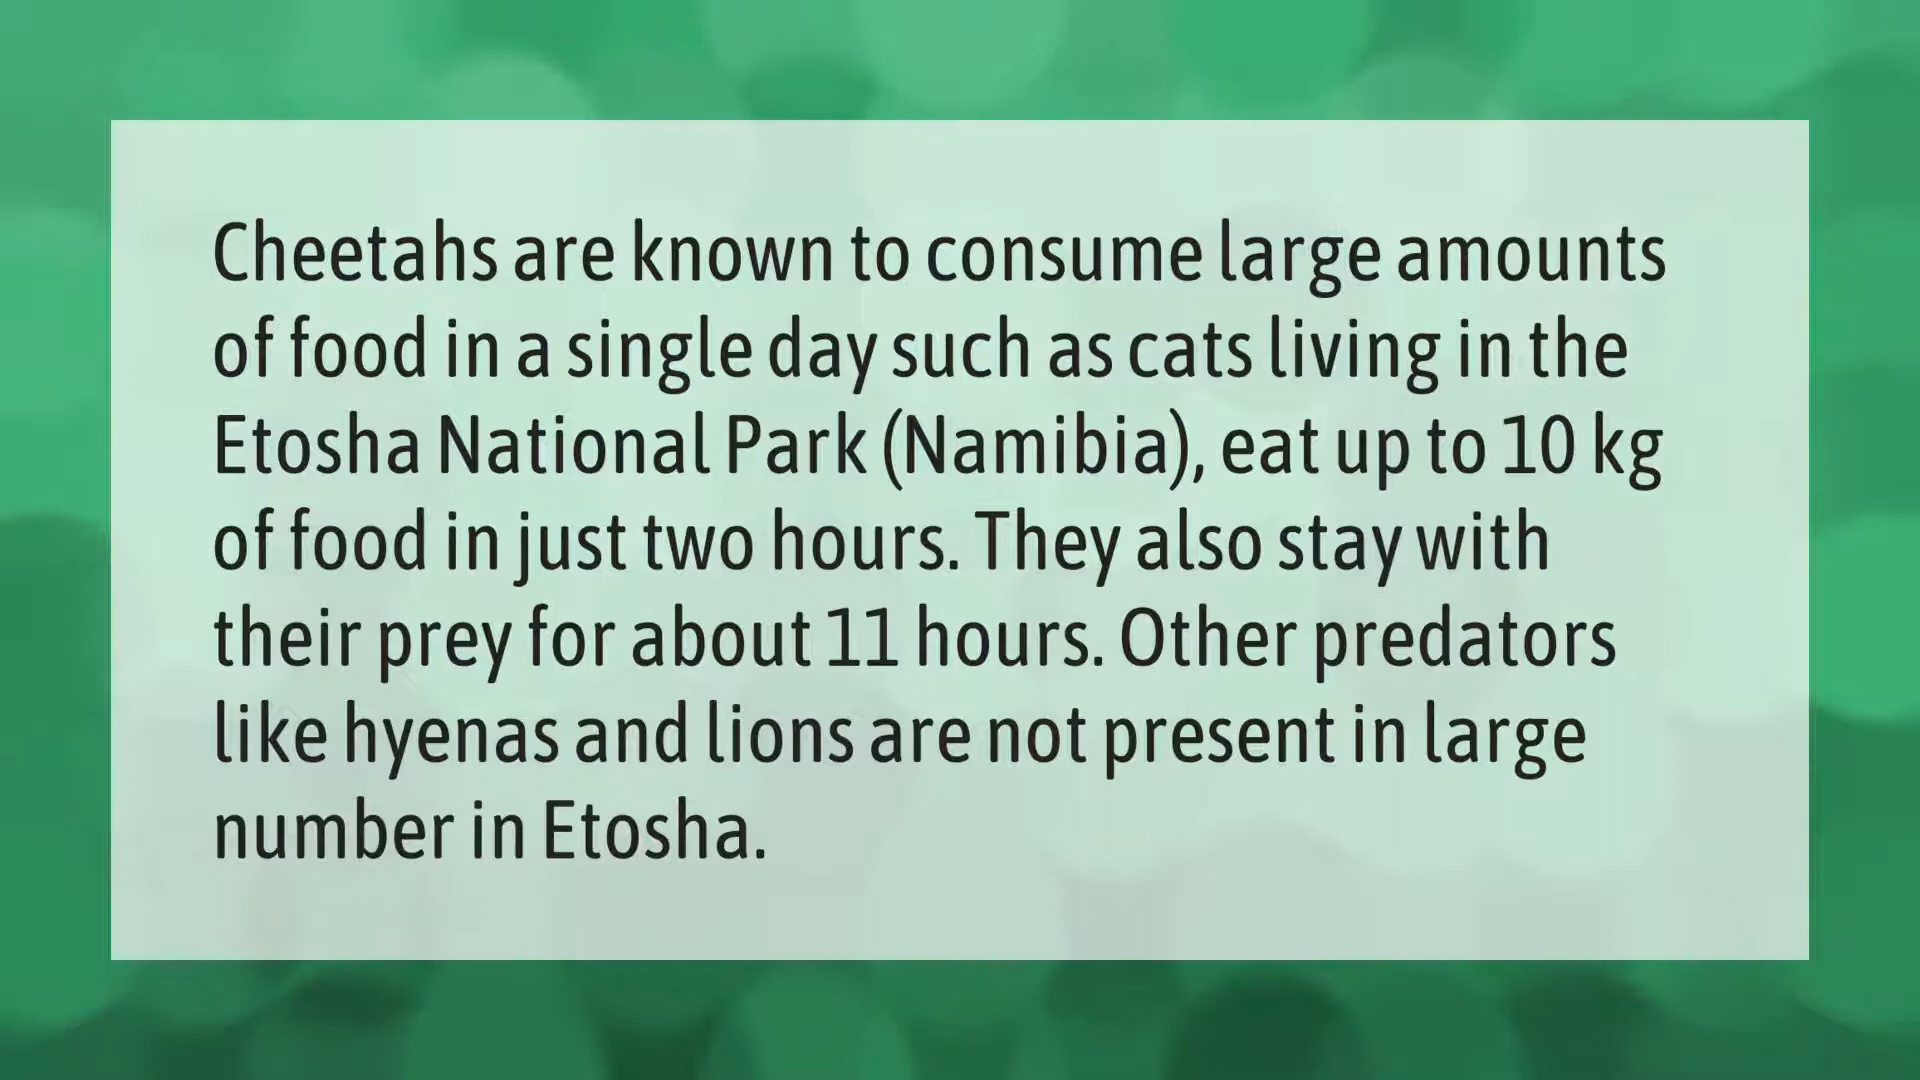 Cheetahs are known to consume large amounts
of food in a single day such as cats living in the
Etosha National Park (Namibia), eat up to 10 kg
of food in just two hours. They also stay with
their prey for about 11 hours. Other predators
like hyenas and lions are not present in large
number in Etosha.